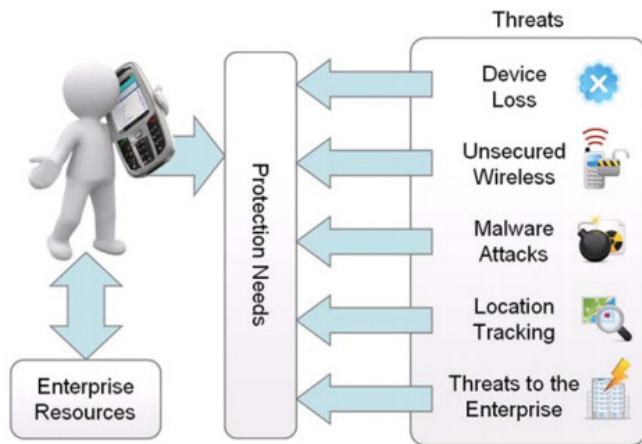 Threats
Device
Loss
Unsecured
Wireless
Malware
Attacks
Location
Tracking
Threats to the
Enterprise
Protection Needs
Enterprise
Resources